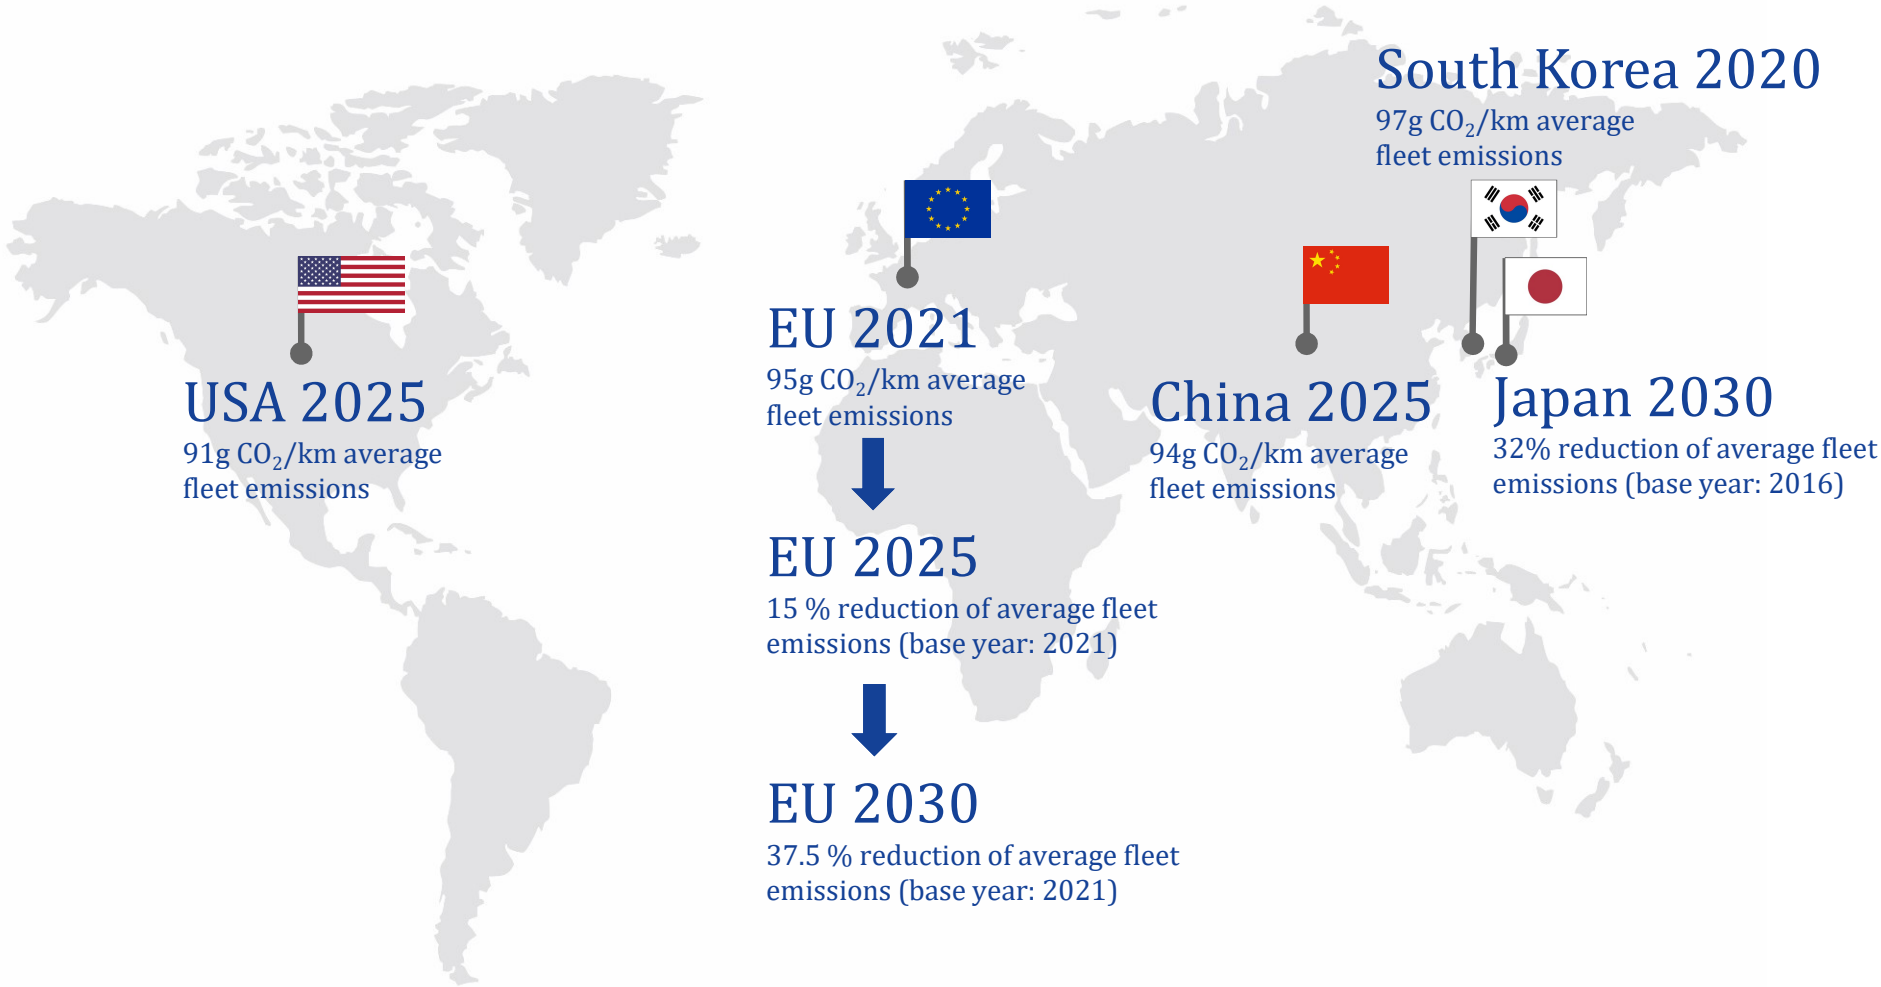 South Korea 2020
97g CO₂/km average
fleet emissions
USA 2025
91g CO₂/km average
fleet emissions
EU 2021
95g CO₂/km average
fleet emissions
EU 2025
15 % reduction of average fleet
emissions (base year: 2021)
EU 2030
37.5 % reduction of average fleet
emissions (base year: 2021)
China 2025
94g CO₂/km average
fleet emissions
Japan 2030
32% reduction of average fleet
emissions (base year: 2016)